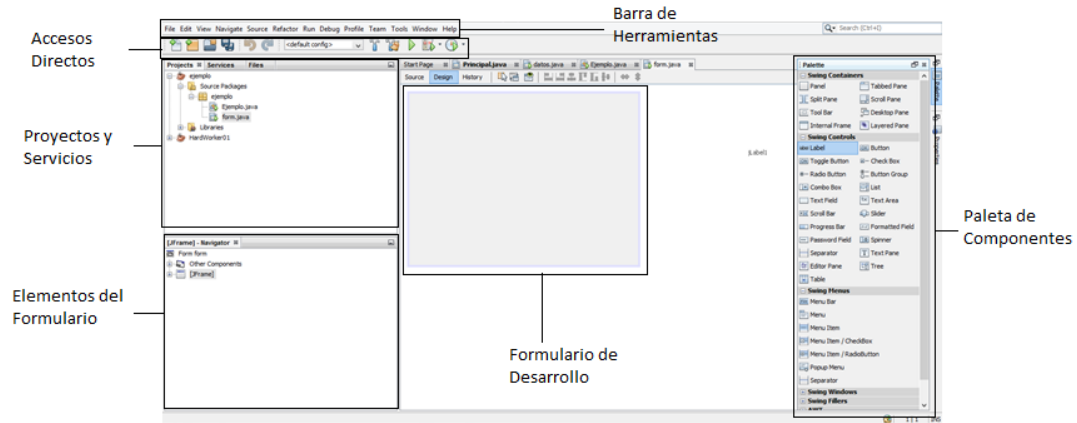 Barra de
Herramientas
Accesos
Directos
Proyectos y
Servicios
Elementos del
Formulario
Formulario de
Desarrollo
Paleta de
Componentes
File Edit View Navigate Source Refactor Run Debug Profile Team Tools Window Help
Search (Ctrl+I)
<default config>
Projects Services Files
ejemplo
Source Packages
ejemplo
Ejemplo.java
form.java
Libraries
HardWorker01
[JFrame] - Navigator
Form form
Other Components
[JFrame]
Start Page Principal.java datos.java Ejemplo.java form.java
Source Design History
jLabel1
Palette
Swing Containers
Panel Tabbed Pane
Split Pane Scroll Pane
Tool Bar Desktop Pane
Internal Frame Layered Pane
Swing Controls
Label Button
Toggle Button Check Box
Radio Button Button Group
Combo Box List
Text Field Text Area
Scroll Bar Slider
Progress Bar Formatted Field
Password Field Spinner
Separator Text Pane
Editor Pane Tree
Table
Swing Menus
Menu Bar
Menu
Menu Item
Menu Item / CheckBox
Menu Item / RadioButton
Popup Menu
Separator
Swing Windows
Swing Fillers
AWT
Palette
Properties
1 / 1 INS